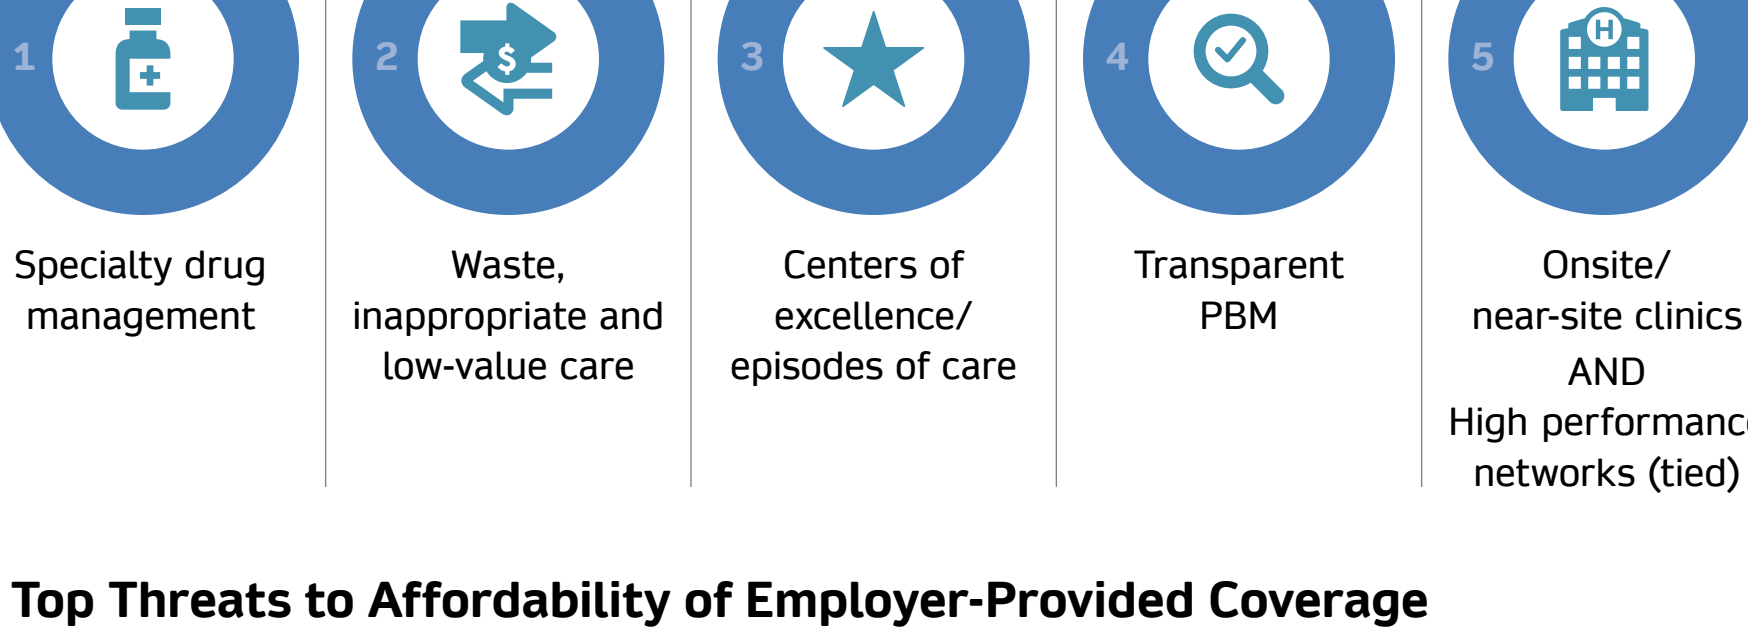 1
Specialty drug
management
2
$
Waste,
inappropriate and
low-value care
3
Centers of
excellence/
episodes of care
4
Transparent
PBM
5
H
Onsite/
near-site clinics
AND
High performance
networks (tied)
Top Threats to Affordability of Employer-Provided Coverage